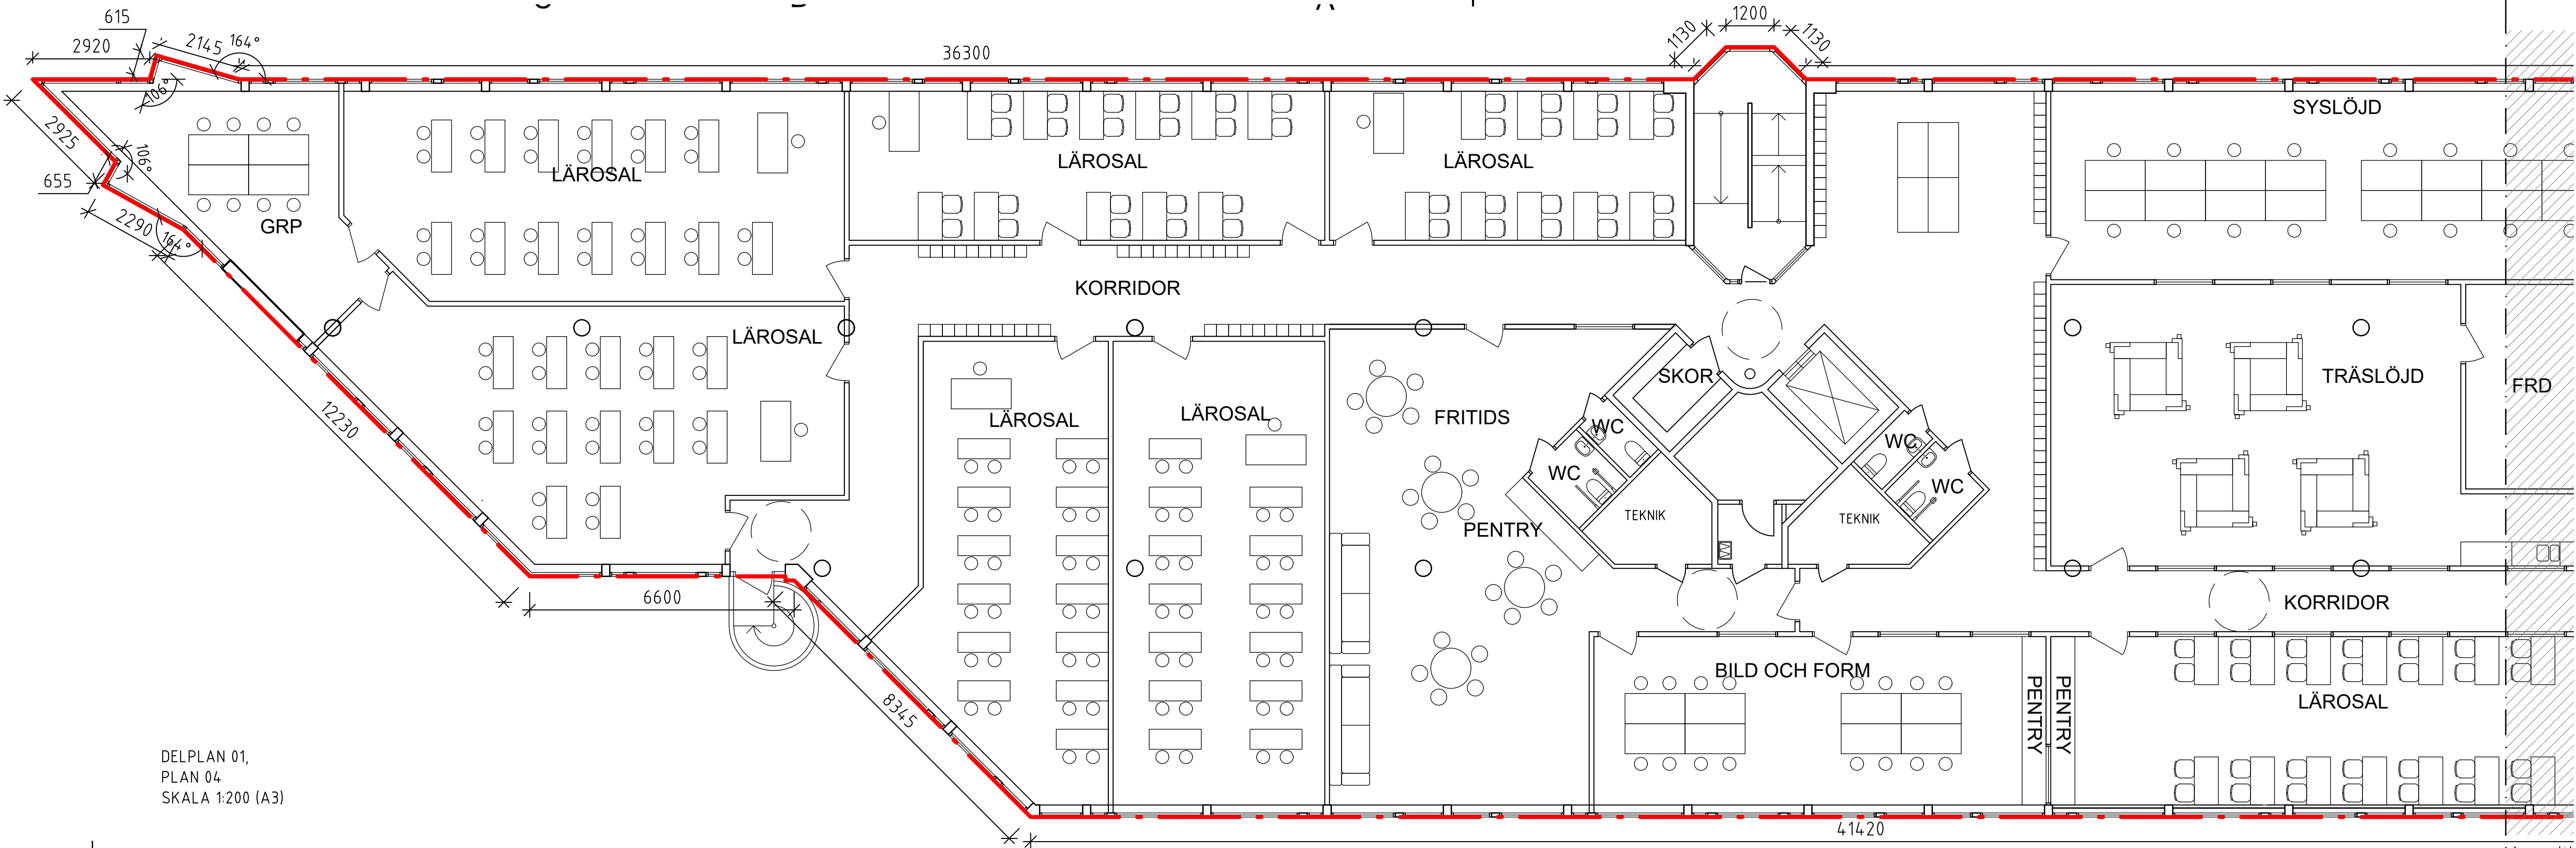 615
1200
2920
2145
164°
36300
1130
1130
106°
SYSLÖJD
2925
106°
LÄROSAL
LÄROSAL
LÄROSAL
655
2290
164°
GRP
KORRIDOR
LÄROSAL
SKOR
TRÄSLÖJD
FRD
12230
LÄROSAL
LÄROSAL
FRITIDS
WC
WC
WC
WC
PENTRY
TEKNIK
TEKNIK
6600
KORRIDOR
BILD OCH FORM
8345
PENTRY
PENTRY
LÄROSAL
DELPLAN 01,
PLAN 04
SKALA 1:200 (A3)
41420